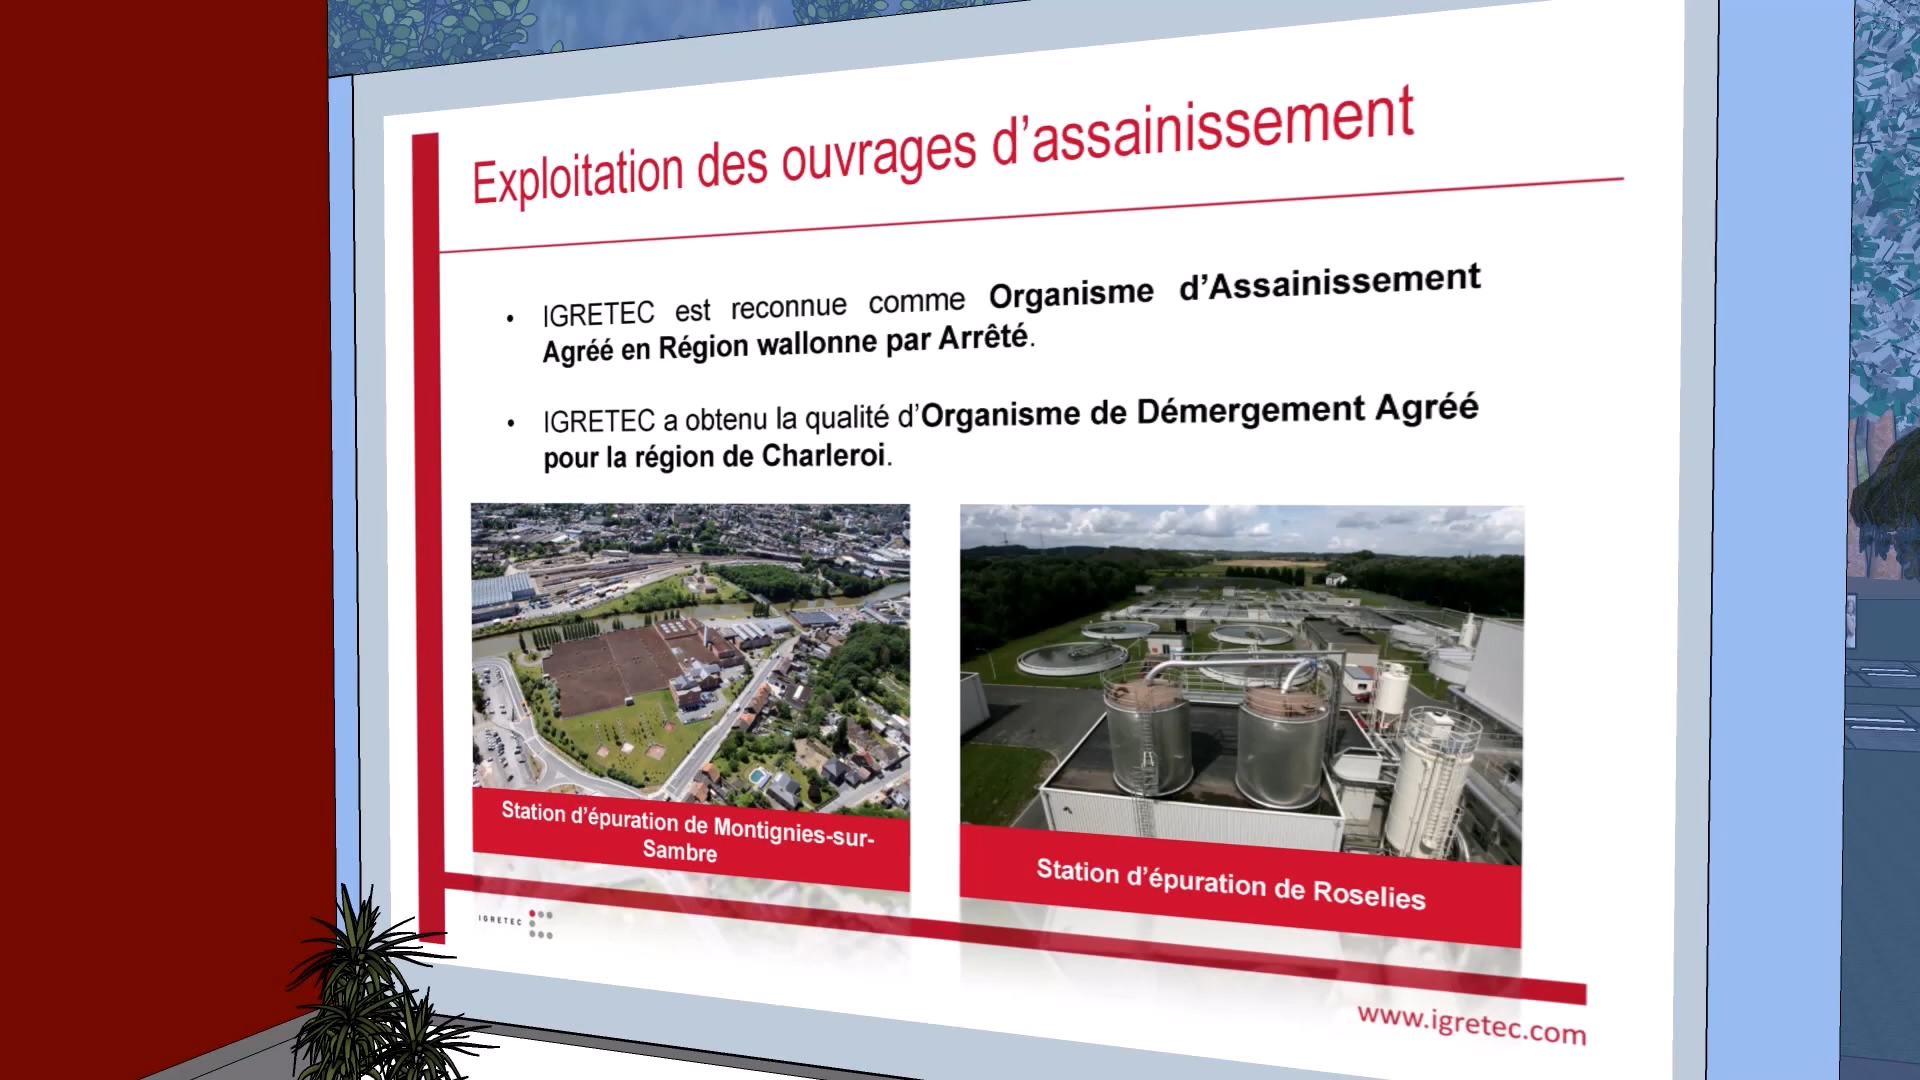 Exploitation des ouvrages d’assainissement
• IGRETEC est reconnue comme Organisme d’Assainissement
Agréé en Région wallonne par Arrêté.
• IGRETEC a obtenu la qualité d’Organisme de Démergement Agréé
pour la région de Charleroi.
Station d’épuration de Montignies-sur-
Sambre
Station d’épuration de Roselies
IGRETEC
www.igretec.com